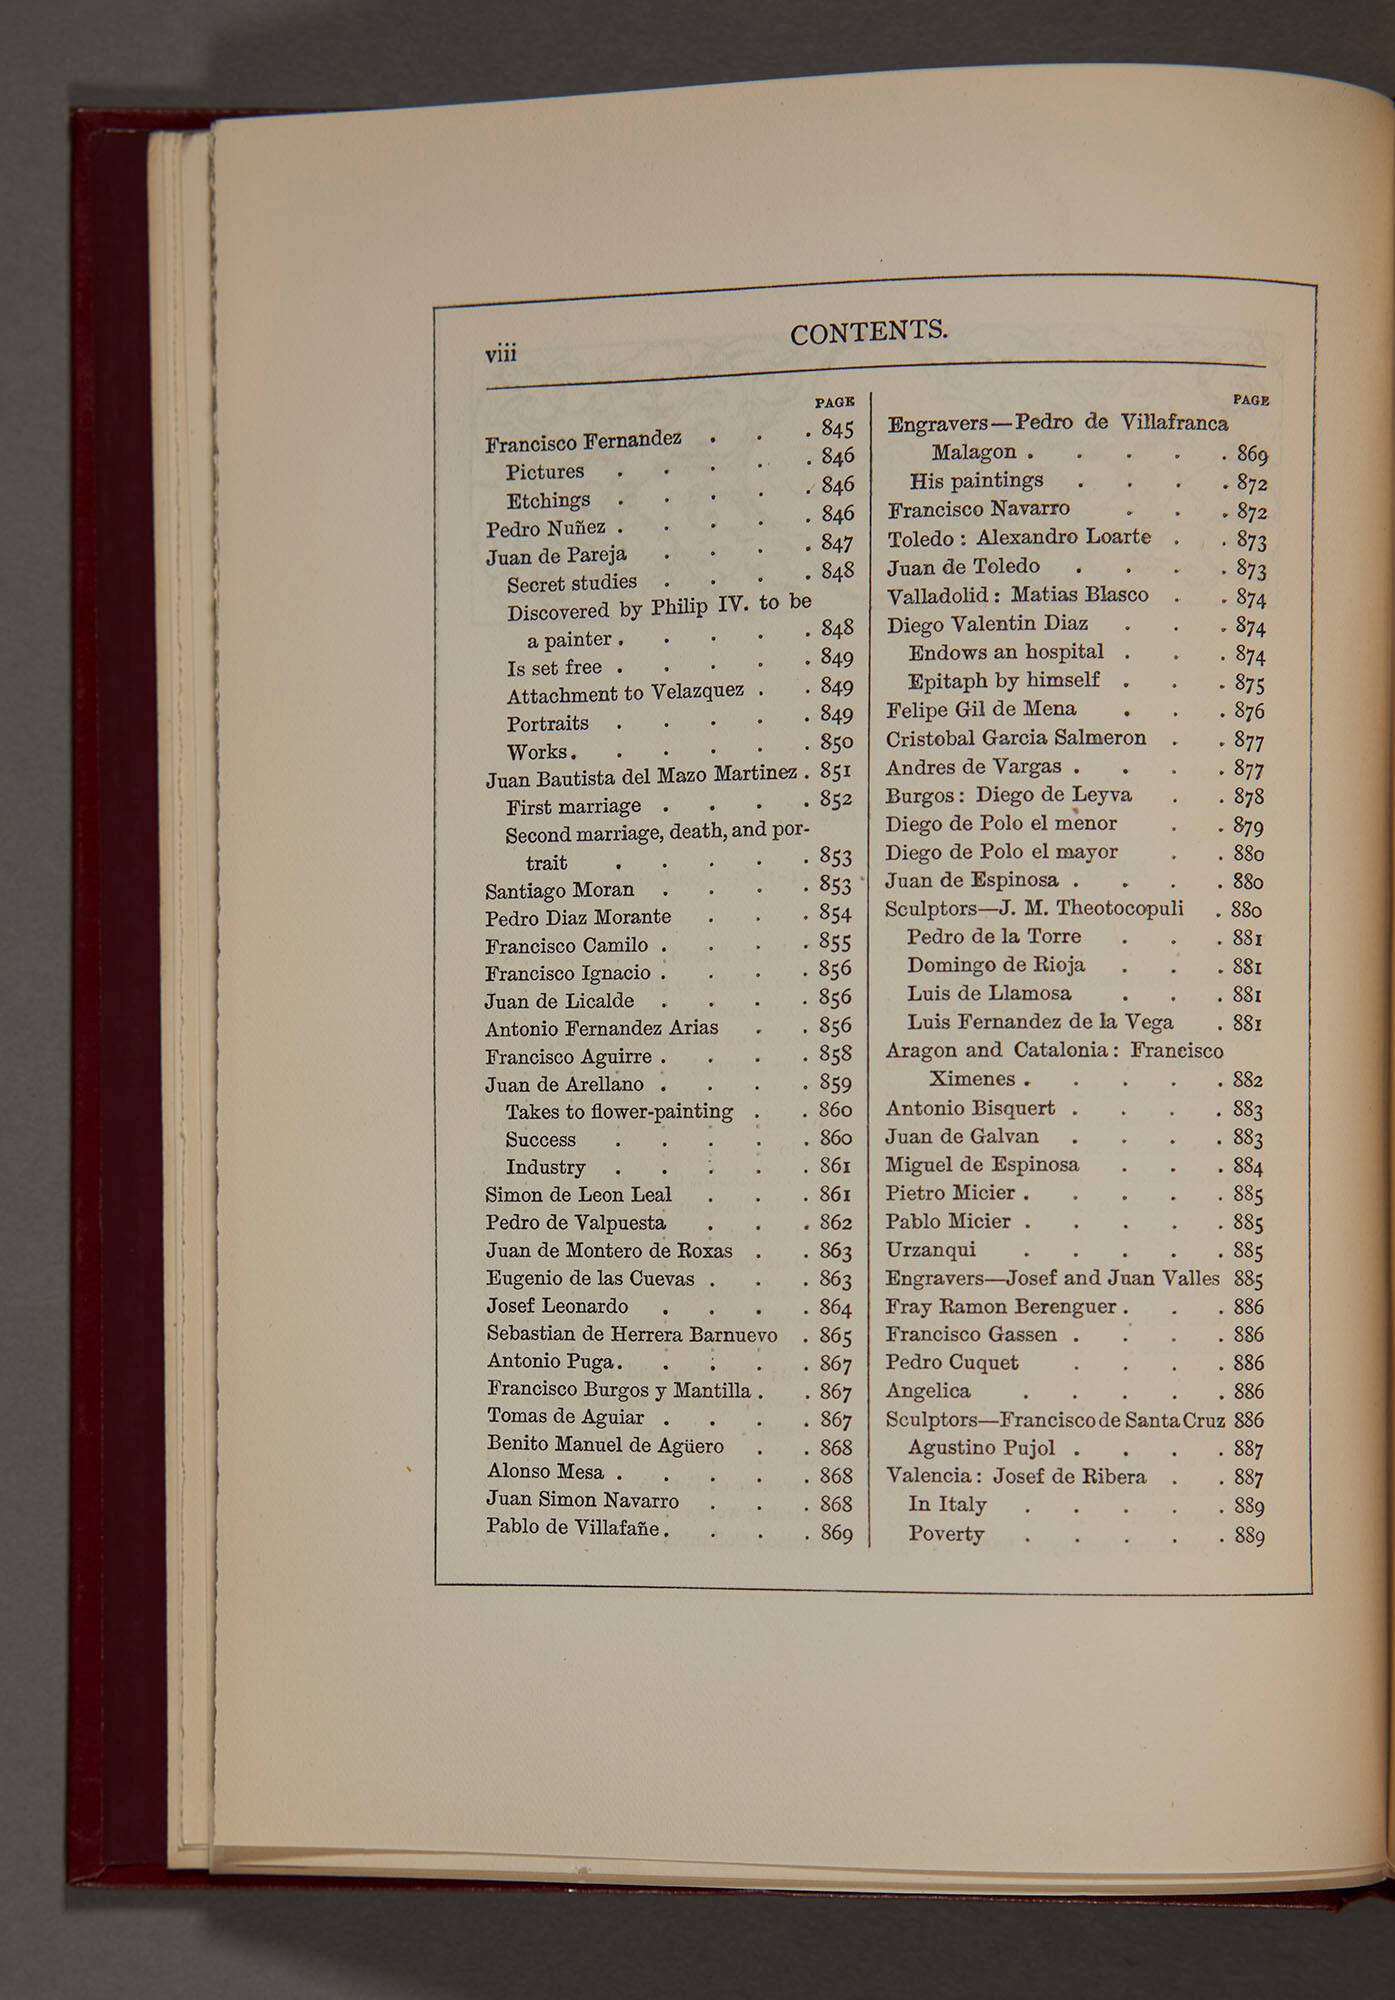 viii
CONTENTS.
PAGE
Francisco Fernandez . . . 845
Pictures . . . . . 846
Etchings . . . . . 846
Pedro Nuñez . . . . . 846
Juan de Pareja . . . . 847
Secret studies . . . . 848
Discovered by Philip IV. to be
a painter . . . . . 848
Is set free . . . . . 849
Attachment to Velazquez . . 849
Portraits . . . . . 849
Works . . . . . . 850
Juan Bautista del Mazo Martinez . 851
First marriage . . . . 852
Second marriage, death, and por-
trait . . . . . 853
Santiago Moran . . . . 853
Pedro Diaz Morante . . . 854
Francisco Camilo . . . . 855
Francisco Ignacio . . . . 856
Juan de Licalde . . . . 856
Antonio Fernandez Arias . . 856
Francisco Aguirre . . . . 858
Juan de Arellano . . . . 859
Takes to flower-painting . . 860
Success . . . . . 860
Industry . . . . . 861
Simon de Leon Leal . . . 861
Pedro de Valpuesta . . . 862
Juan de Montero de Roxas . . 863
Eugenio de las Cuevas . . . 863
Josef Leonardo . . . . 864
Sebastian de Herrera Barnuevo . 865
Antonio Puga . . . . . 867
Francisco Burgos y Mantilla . . 867
Tomas de Aguiar . . . . 867
Benito Manuel de Agüero . . 868
Alonso Mesa . . . . . 868
Juan Simon Navarro . . . 868
Pablo de Villafañe . . . . 869
PAGE
Engravers—Pedro de Villafranca
Malagon . . . . . 869
His paintings . . . . 872
Francisco Navarro . . . 872
Toledo: Alexandro Loarte . . 873
Juan de Toledo . . . . 873
Valladolid: Matias Blasco . . 874
Diego Valentin Diaz . . . 874
Endows an hospital . . . 874
Epitaph by himself . . . 875
Felipe Gil de Mena . . . 876
Cristobal Garcia Salmeron . . 877
Andres de Vargas . . . . 877
Burgos: Diego de Leyva . . 878
Diego de Polo el menor . . 879
Diego de Polo el mayor . . 880
Juan de Espinosa . . . . 880
Sculptors—J. M. Theotocopuli . 880
Pedro de la Torre . . . 881
Domingo de Rioja . . . 881
Luis de Llamosa . . . 881
Luis Fernandez de la Vega . 881
Aragon and Catalonia: Francisco
Ximenes . . . . . 882
Antonio Bisquert . . . . 883
Juan de Galvan . . . . 883
Miguel de Espinosa . . . 884
Pietro Micier . . . . . 885
Pablo Micier . . . . . 885
Urzanqui . . . . . 885
Engravers—Josef and Juan Valles 885
Fray Ramon Berenguer . . . 886
Francisco Gassen . . . . 886
Pedro Cuquet . . . . 886
Angelica . . . . . 886
Sculptors—Francisco de Santa Cruz 886
Agustino Pujol . . . . 887
Valencia: Josef de Ribera . . 887
In Italy . . . . . 889
Poverty . . . . . 889